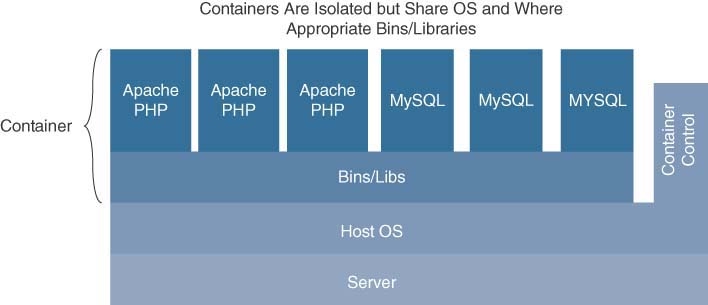 Containers Are Isolated but Share OS and Where
Appropriate Bins/Libraries
Container
Apache
PHP
Apache
PHP
Apache
PHP
MySQL
MySQL
MYSQL
Container
Control
Bins/Libs
Host OS
Server